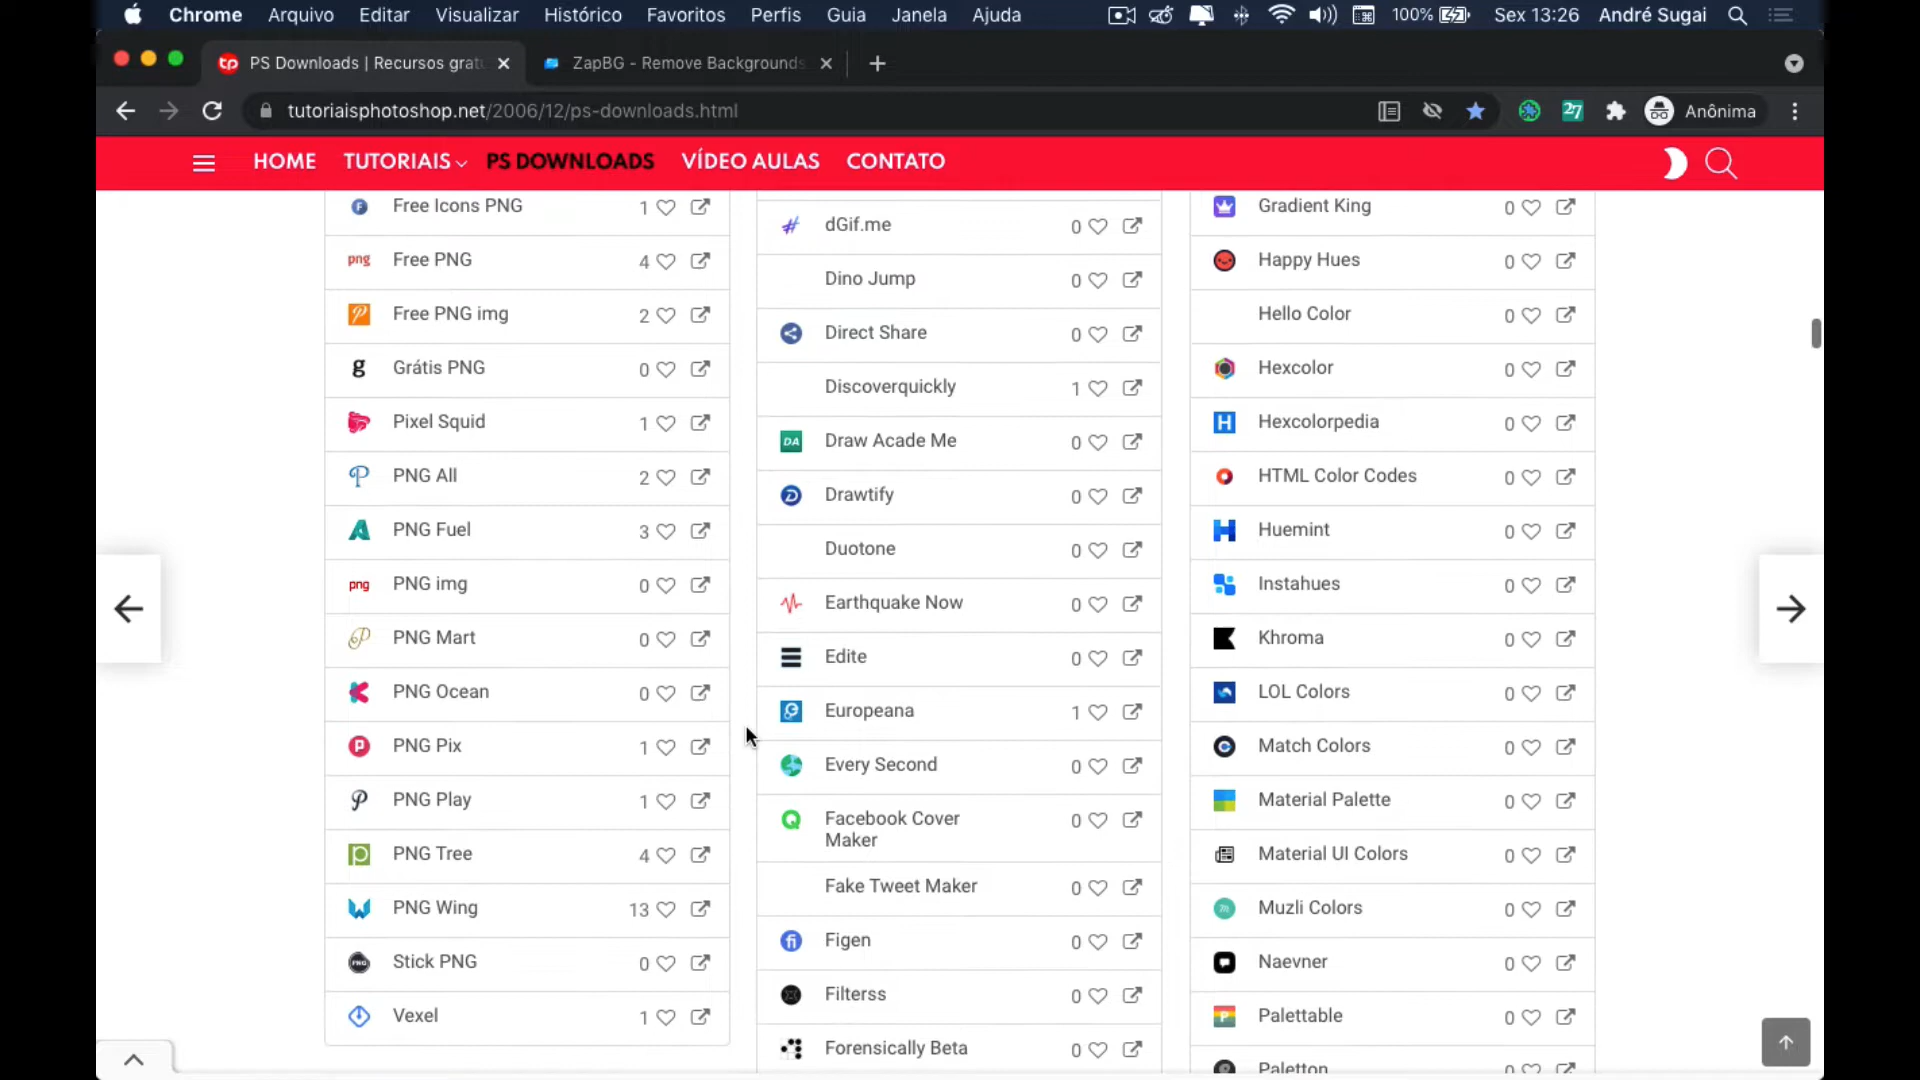 Chrome Arquivo Editar Visualizar Histórico Favoritos Perfis Guia Janela Ajuda 100% Sex 13:26 André Sugai
tp PS Downloads | Recursos grat ZapBG - Remove Backgrounds
tutoriaisphotoshop.net/2006/12/ps-downloads.html 27 Anônima
HOME TUTORIAIS PS DOWNLOADS VÍDEO AULAS CONTATO
Free Icons PNG 1
png Free PNG 4
Free PNG img 2
g Grátis PNG 0
Pixel Squid 1
PNG All 2
PNG Fuel 3
png PNG img 0
PNG Mart 0
PNG Ocean 0
PNG Pix 1
PNG Play 1
PNG Tree 4
PNG Wing 13
PNG Stick PNG 0
Vexel 1
dGif.me 0
Dino Jump 0
Direct Share 0
Discoverquickly 1
DA Draw Acade Me 0
Drawtify 0
Duotone 0
Earthquake Now 0
Edite 0
Europeana 1
Every Second 0
Facebook Cover 0
Maker
Fake Tweet Maker 0
fi Figen 0
Filterss 0
Forensically Beta 0
Gradient King 0
Happy Hues 0
Hello Color 0
Hexcolor 0
H Hexcolorpedia 0
HTML Color Codes 0
Huemint 0
Instahues 0
Khroma 0
LOL Colors 0
Match Colors 0
Material Palette 0
Material UI Colors 0
Muzli Colors 0
Naevner 0
P Palettable 0
Paletton 0